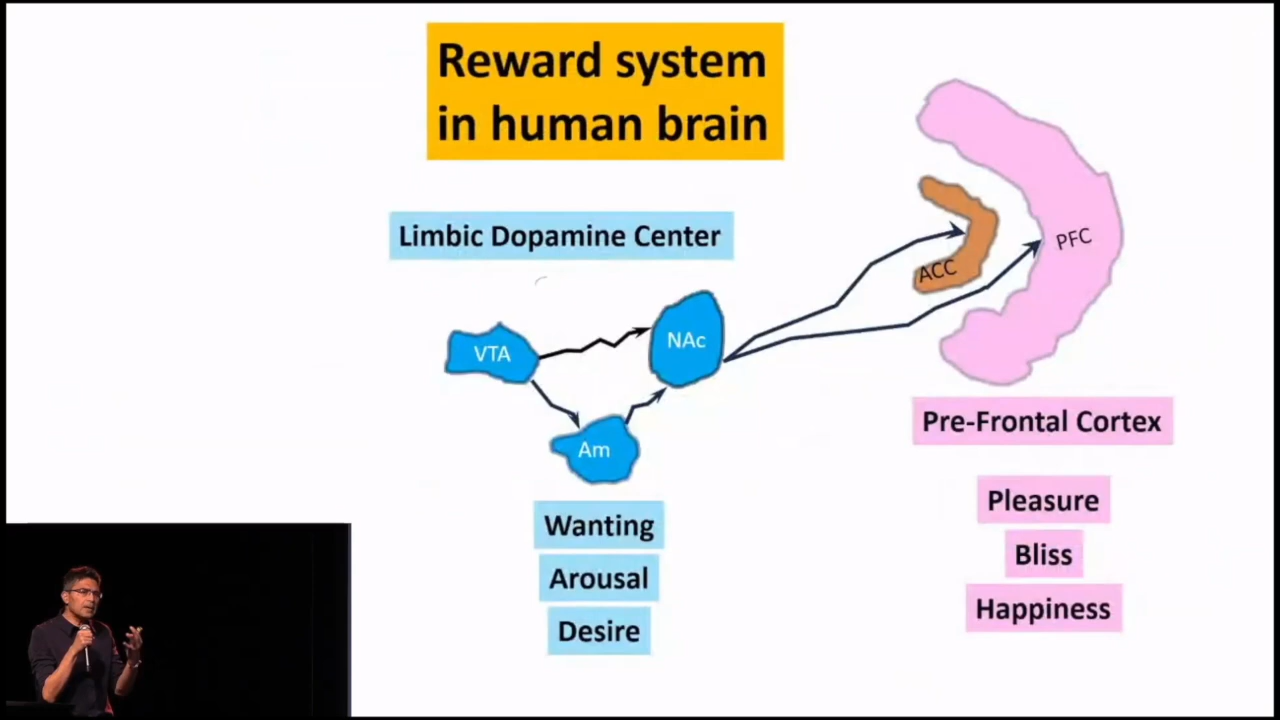 Reward system
in human brain
Limbic Dopamine Center
VTA
NAc
Am
ACC
PFC
Wanting
Arousal
Desire
Pre-Frontal Cortex
Pleasure
Bliss
Happiness